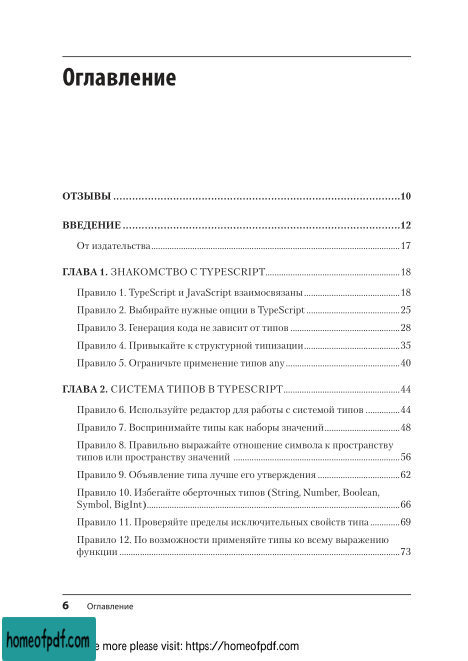 Оглавление
ОТЗЫВЫ ........ 10
ВВЕДЕНИЕ ........ 12
От издательства ........ 17
ГЛАВА 1. ЗНАКОМСТВО С TYPESCRIPT ........ 18
Правило 1. TypeScript и JavaScript взаимосвязаны ........ 18
Правило 2. Выбирайте нужные опции в TypeScript ........ 25
Правило 3. Генерация кода не зависит от типов ........ 28
Правило 4. Привыкайте к структурной типизации ........ 35
Правило 5. Ограничьте применение типов any ........ 40
ГЛАВА 2. СИСТЕМА ТИПОВ В TYPESCRIPT ........ 44
Правило 6. Используйте редактор для работы с системой типов ........ 44
Правило 7. Воспринимайте типы как наборы значений ........ 48
Правило 8. Правильно выражайте отношение символа к пространству
типов или пространству значений ........ 56
Правило 9. Объявление типа лучше его утверждения ........ 62
Правило 10. Избегайте оберточных типов (String, Number, Boolean,
Symbol, BigInt) ........ 66
Правило 11. Проверяйте пределы исключительных свойств типа ........ 69
Правило 12. По возможности применяйте типы ко всему выражению
функции ........ 73
6 Оглавление
homeofpdf.com
more please visit: https://homeofpdf.com